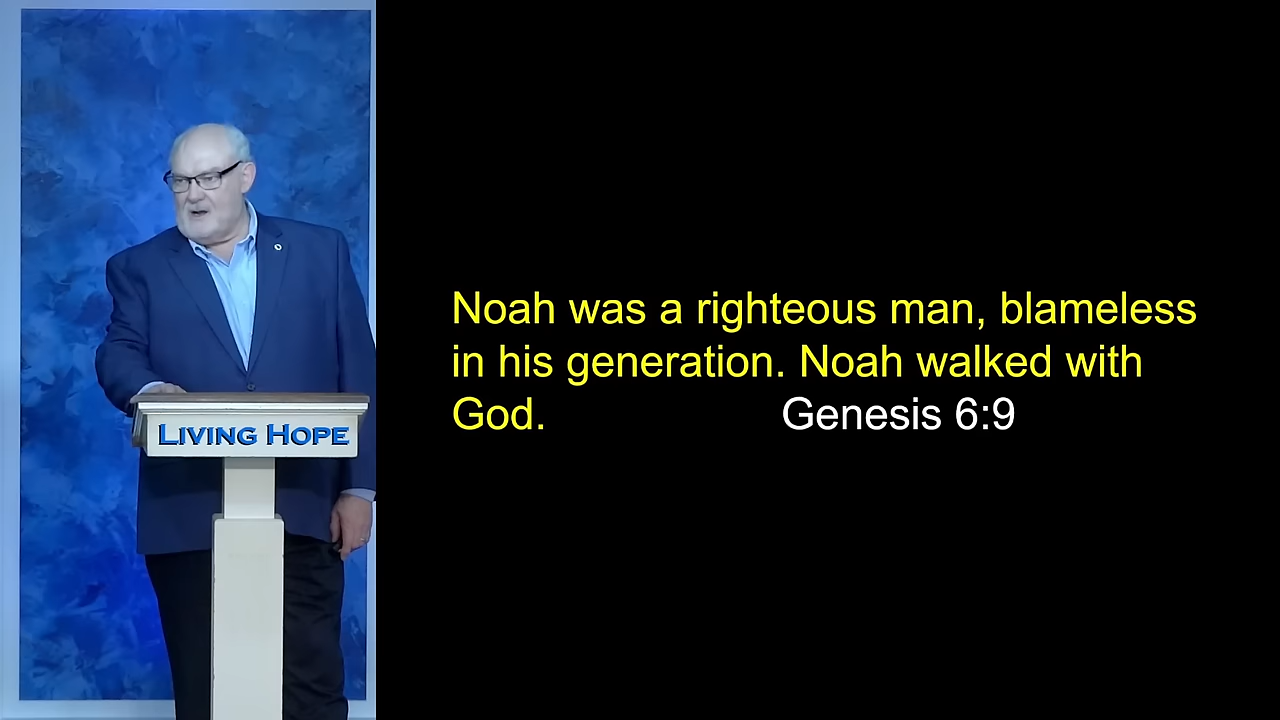 LIVING HOPE
Noah was a righteous man, blameless
in his generation. Noah walked with
God. Genesis 6:9